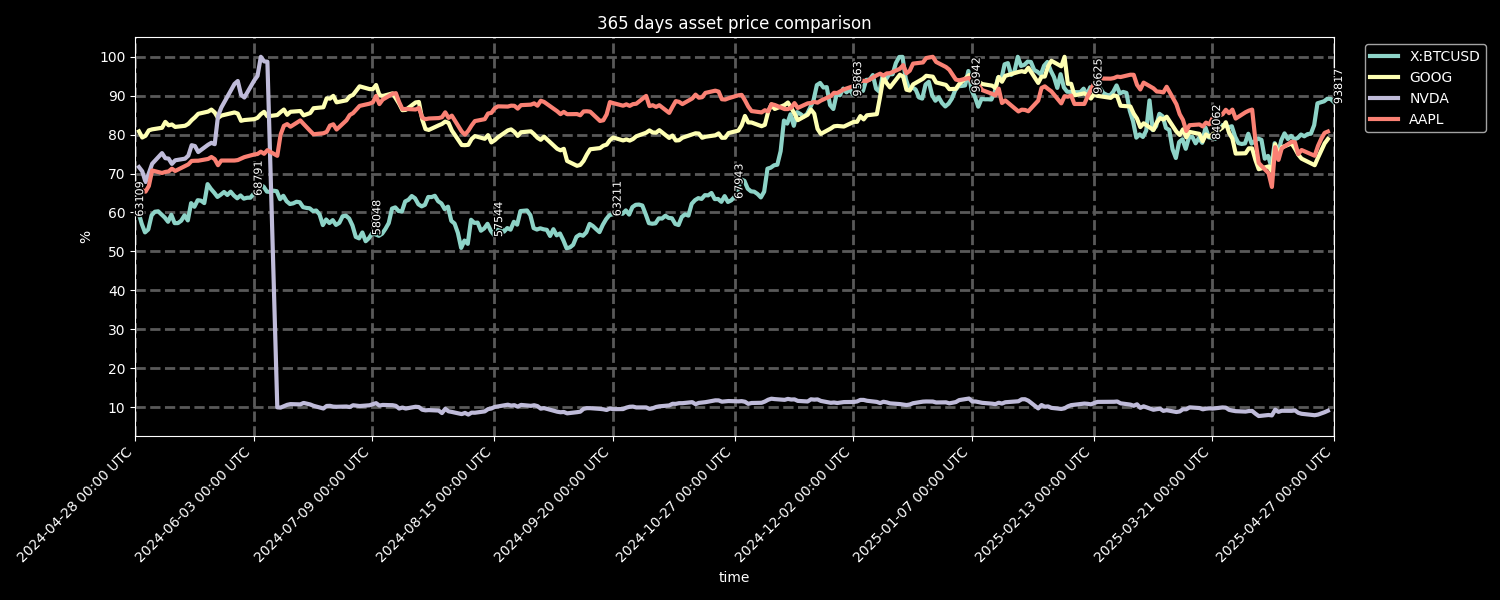 365 days asset price comparison
X:BTCUSD
GOOG
NVDA
AAPL
%
100
90
80
70
60
50
40
30
20
10
63109
68791
58048
57544
63211
67943
95863
96942
96625
84062
93817
2024-04-28 00:00 UTC
2024-06-03 00:00 UTC
2024-07-09 00:00 UTC
2024-08-15 00:00 UTC
2024-09-20 00:00 UTC
2024-10-27 00:00 UTC
2024-12-02 00:00 UTC
2025-01-07 00:00 UTC
2025-02-13 00:00 UTC
2025-03-21 00:00 UTC
2025-04-27 00:00 UTC
time